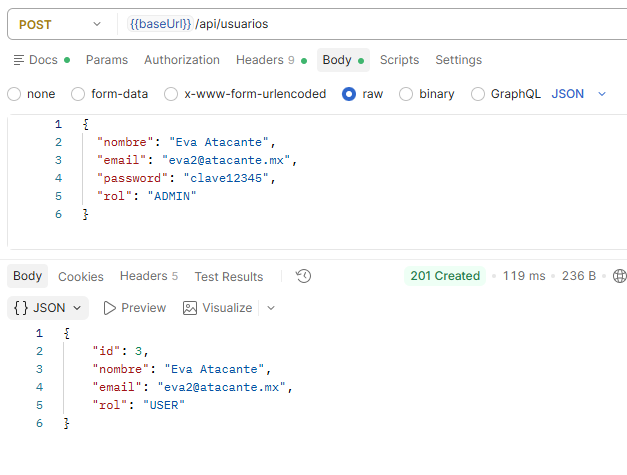 POST {{baseUrl}} /api/usuarios
Docs Params Authorization Headers 9 Body Scripts Settings
none form-data x-www-form-urlencoded raw binary GraphQL JSON
1 {
2 "nombre": "Eva Atacante",
3 "email": "eva2@atacante.mx",
4 "password": "clave12345",
5 "rol": "ADMIN"
6 }
Body Cookies Headers 5 Test Results 201 Created • 119 ms • 236 B •
{} JSON Preview Visualize
1 {
2 "id": 3,
3 "nombre": "Eva Atacante",
4 "email": "eva2@atacante.mx",
5 "rol": "USER"
6 }